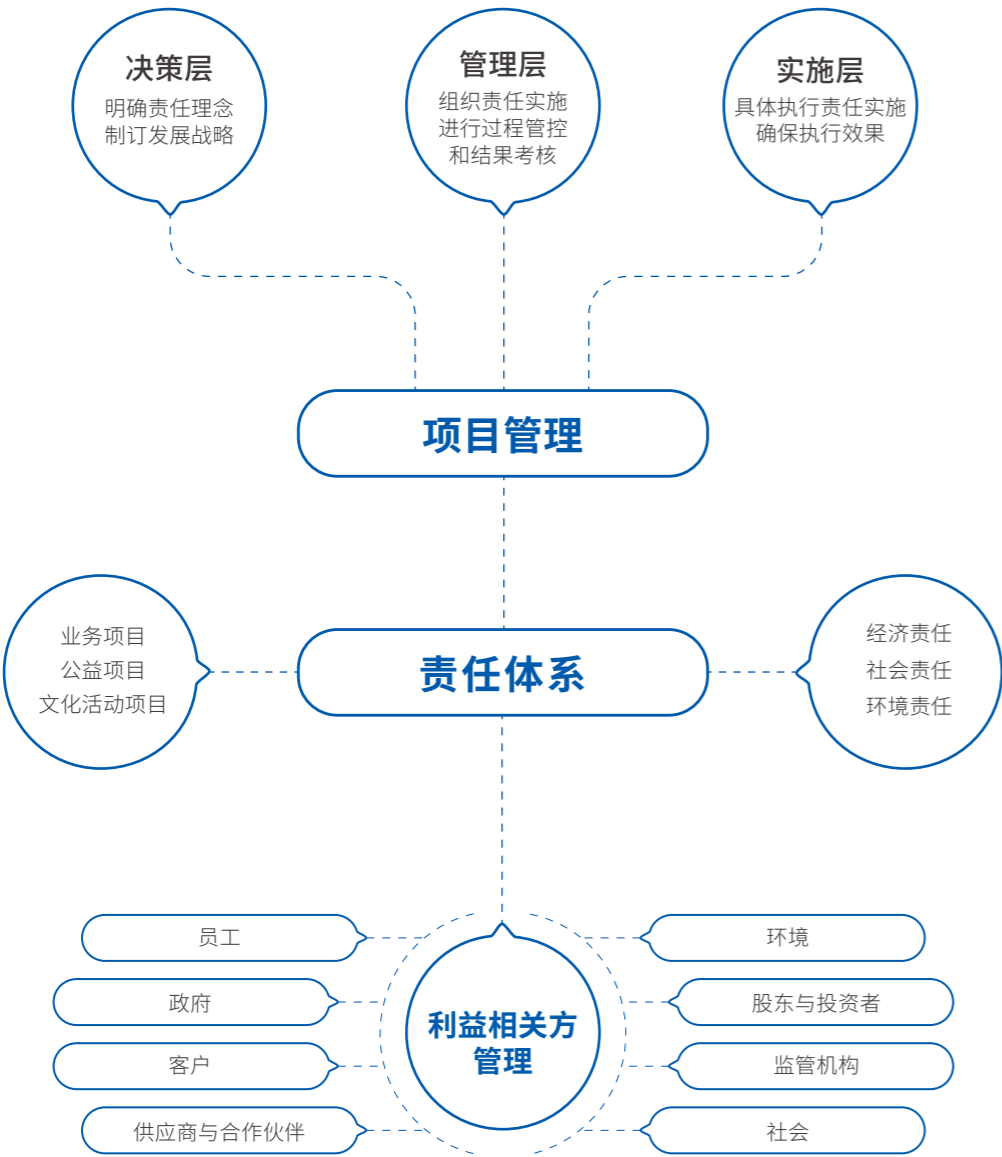 决策层
明确责任理念
制订发展战略
管理层
组织责任实施
进行过程管控
和结果考核
实施层
具体执行责任实施
确保执行效果
项目管理
业务项目
公益项目
文化活动项目
责任体系
经济责任
社会责任
环境责任
员工
政府
客户
供应商与合作伙伴
利益相关方
管理
环境
股东与投资者
监管机构
社会